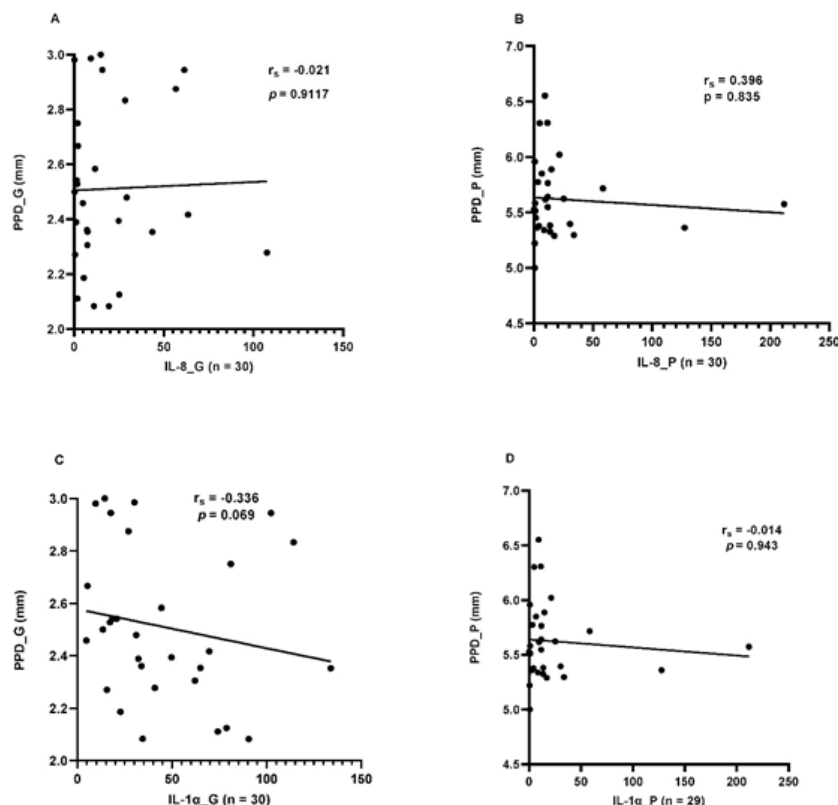 A
r_s = -0.021
p = 0.9117
3.0
2.8
2.6
2.4
2.2
2.0
PPD_G (mm)
0 50 100 150
IL-8_G (n = 30)
B
r_s = 0.396
p = 0.835
7.0
6.5
6.0
5.5
5.0
4.5
PPD_P (mm)
0 50 100 150 200 250
IL-8_P (n = 30)
C
r_s = -0.336
p = 0.069
3.0
2.8
2.6
2.4
2.2
2.0
PPD_G (mm)
0 50 100 150
IL-1α_G (n = 30)
D
r_s = -0.014
p = 0.943
7.0
6.5
6.0
5.5
5.0
4.5
PPD_P (mm)
0 50 100 150 200 250
IL-1α_P (n = 29)